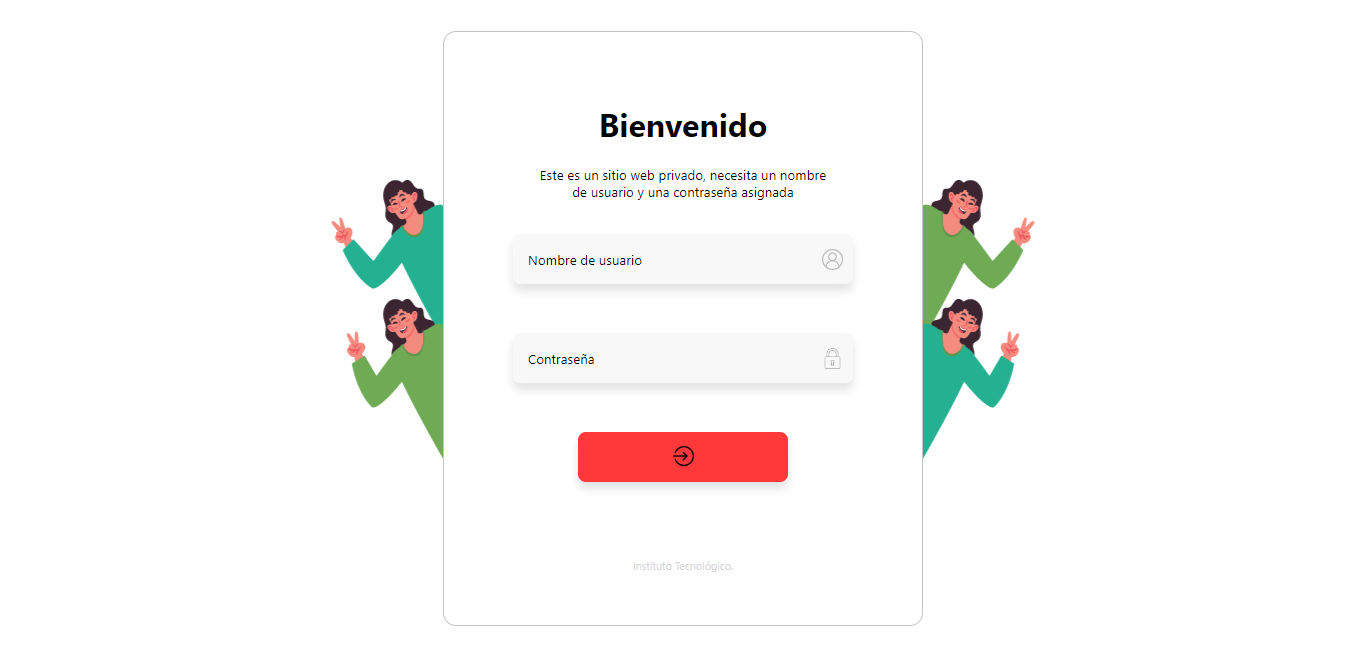 Bienvenido
Este es un sitio web privado, necesita un nombre
de usuario y una contraseña asignada
Nombre de usuario
Contraseña
Instituto Tecnológico.